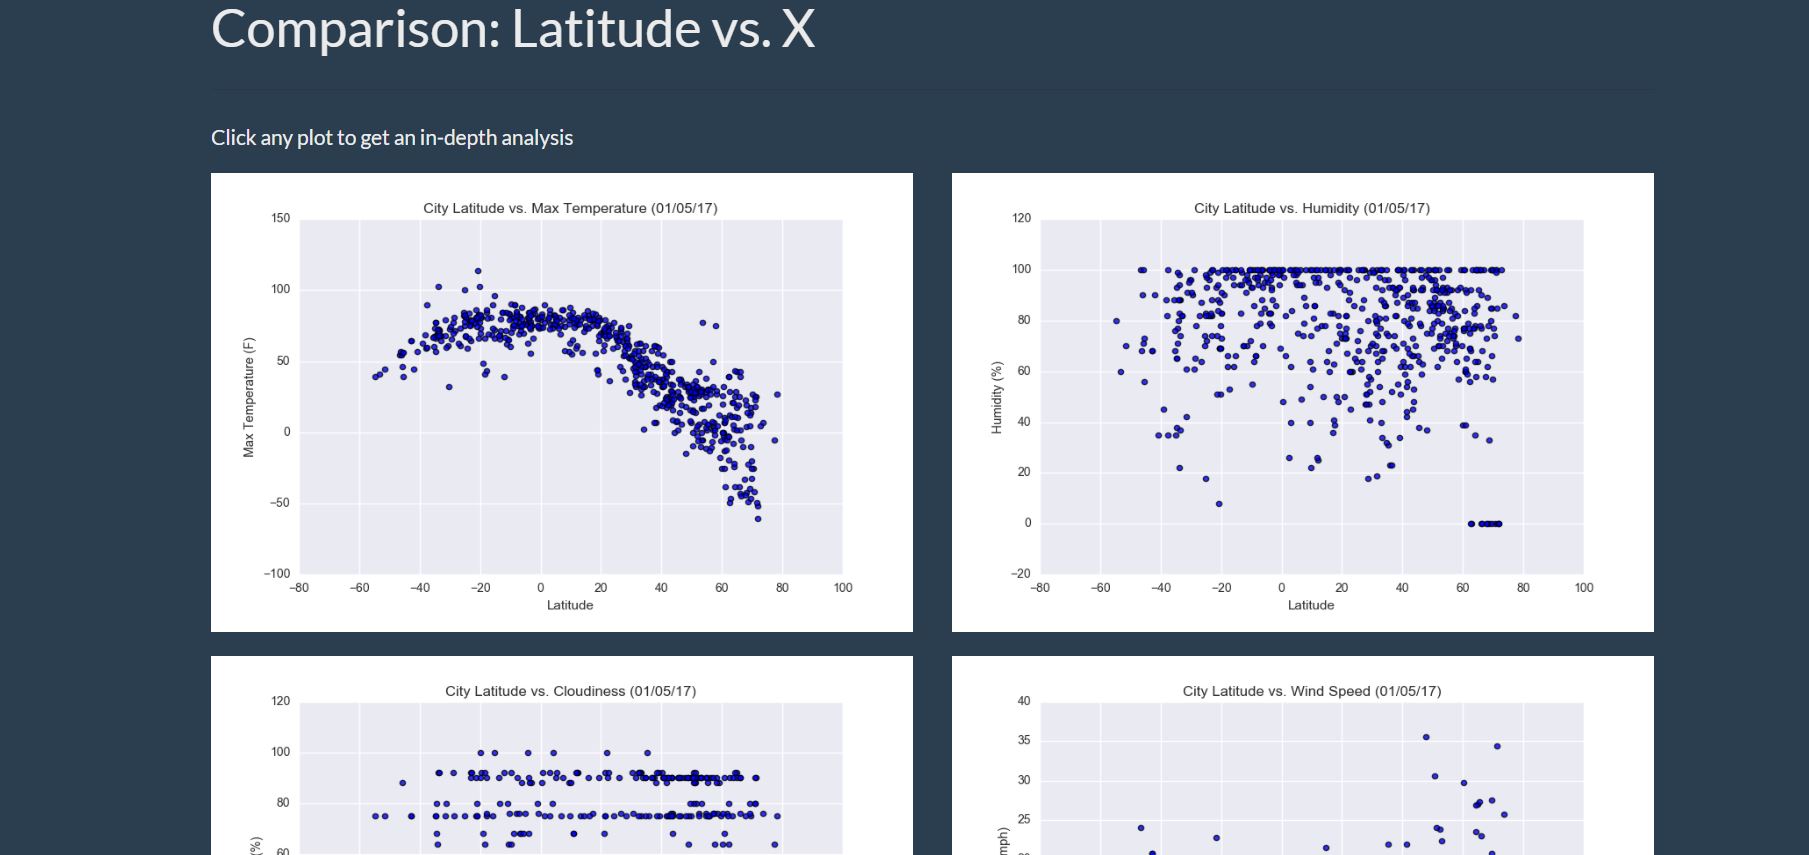 Comparison: Latitude vs. X
Click any plot to get an in-depth analysis
City Latitude vs. Max Temperature (01/05/17)
150
100
50
0
−50
−100
Max Temperature (F)
−80 −60 −40 −20 0 20 40 60 80 100
Latitude
City Latitude vs. Humidity (01/05/17)
120
100
80
60
40
20
0
−20
Humidity (%)
−80 −60 −40 −20 0 20 40 60 80 100
Latitude
City Latitude vs. Cloudiness (01/05/17)
120
100
80
60
(%)
City Latitude vs. Wind Speed (01/05/17)
40
35
30
25
mph)